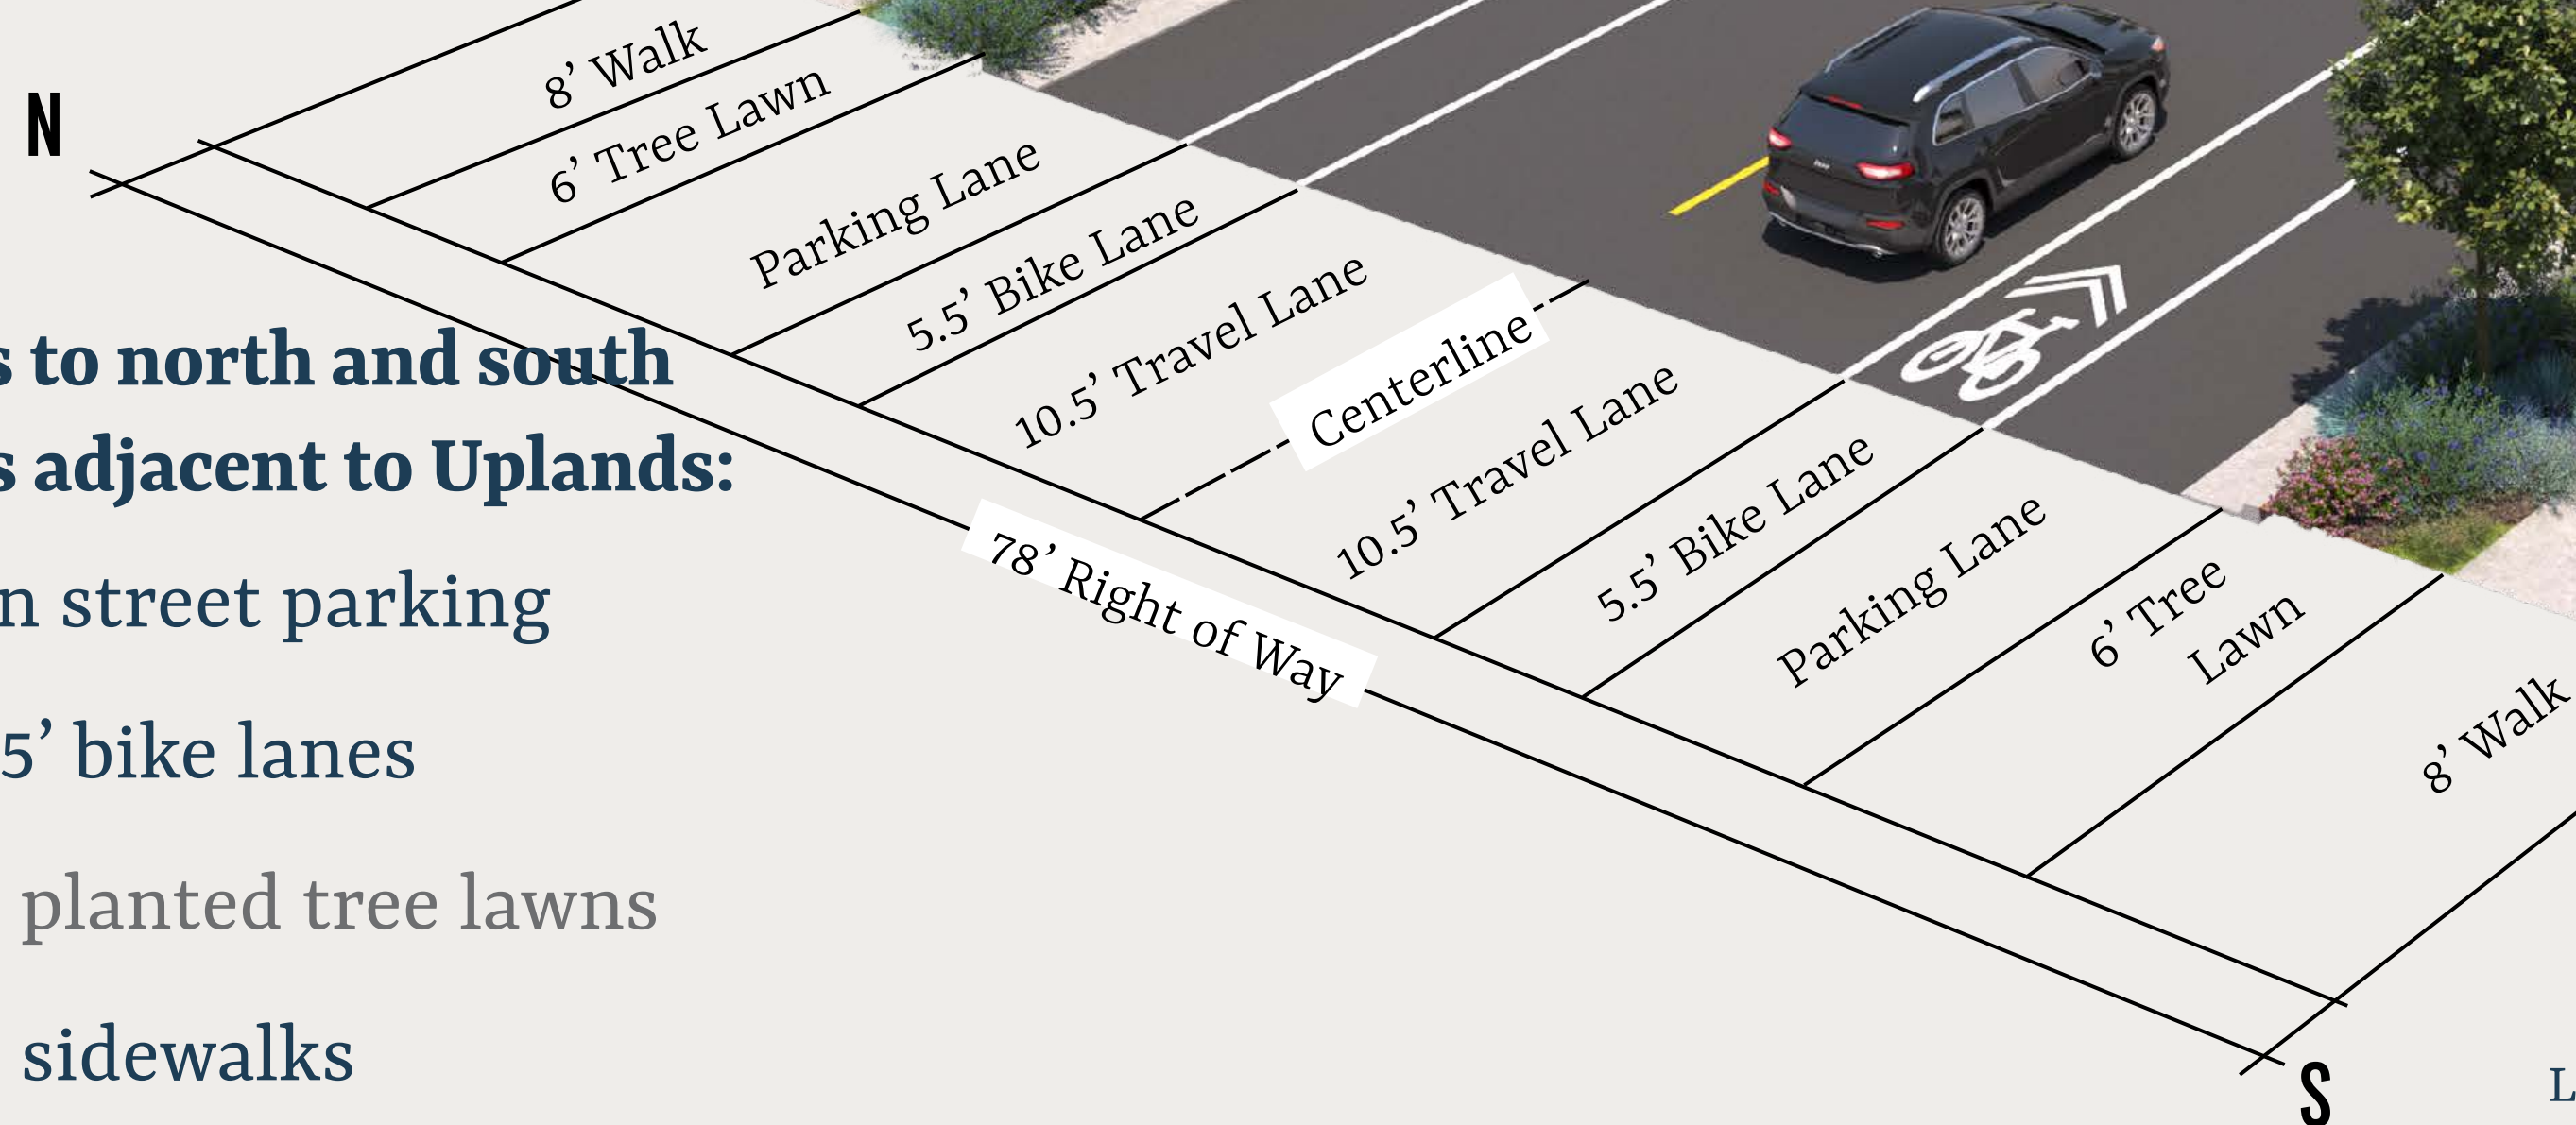 N
8’ Walk
6’ Tree Lawn
Parking Lane
5.5’ Bike Lane
10.5’ Travel Lane
Centerline
10.5’ Travel Lane
5.5’ Bike Lane
Parking Lane
6’ Tree
Lawn
8’ Walk
78’ Right of Way
S
s to north and south
s adjacent to Uplands:
n street parking
5’ bike lanes
planted tree lawns
sidewalks
L